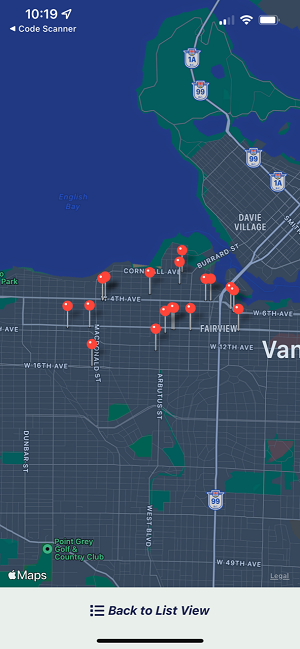 10:19
Code Scanner
1A
99
99
1A
English
Bay
DAVIE
VILLAGE
BURRARD ST
CORNWALL AVE
Park
W 4TH AVE
W 6TH AVE
FAIRVIEW
H AVE
W 12TH AVE
Van
MACDONALD ST
W 16TH AVE
ARBUTUS ST
DUNBAR ST
99
WEST BLVD
Point Grey
Golf &
Country Club
W 49TH AVE
Maps
Legal
Back to List View